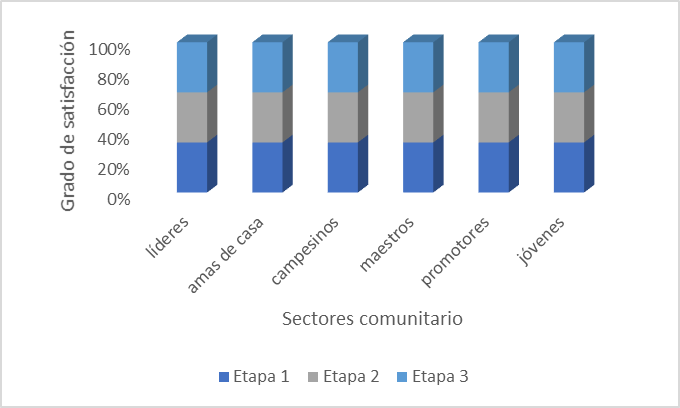 Grado de satisfacción
100%
80%
60%
40%
20%
0%
líderes
amas de casa
campesinos
maestros
promotores
jóvenes
Sectores comunitario
Etapa 1
Etapa 2
Etapa 3